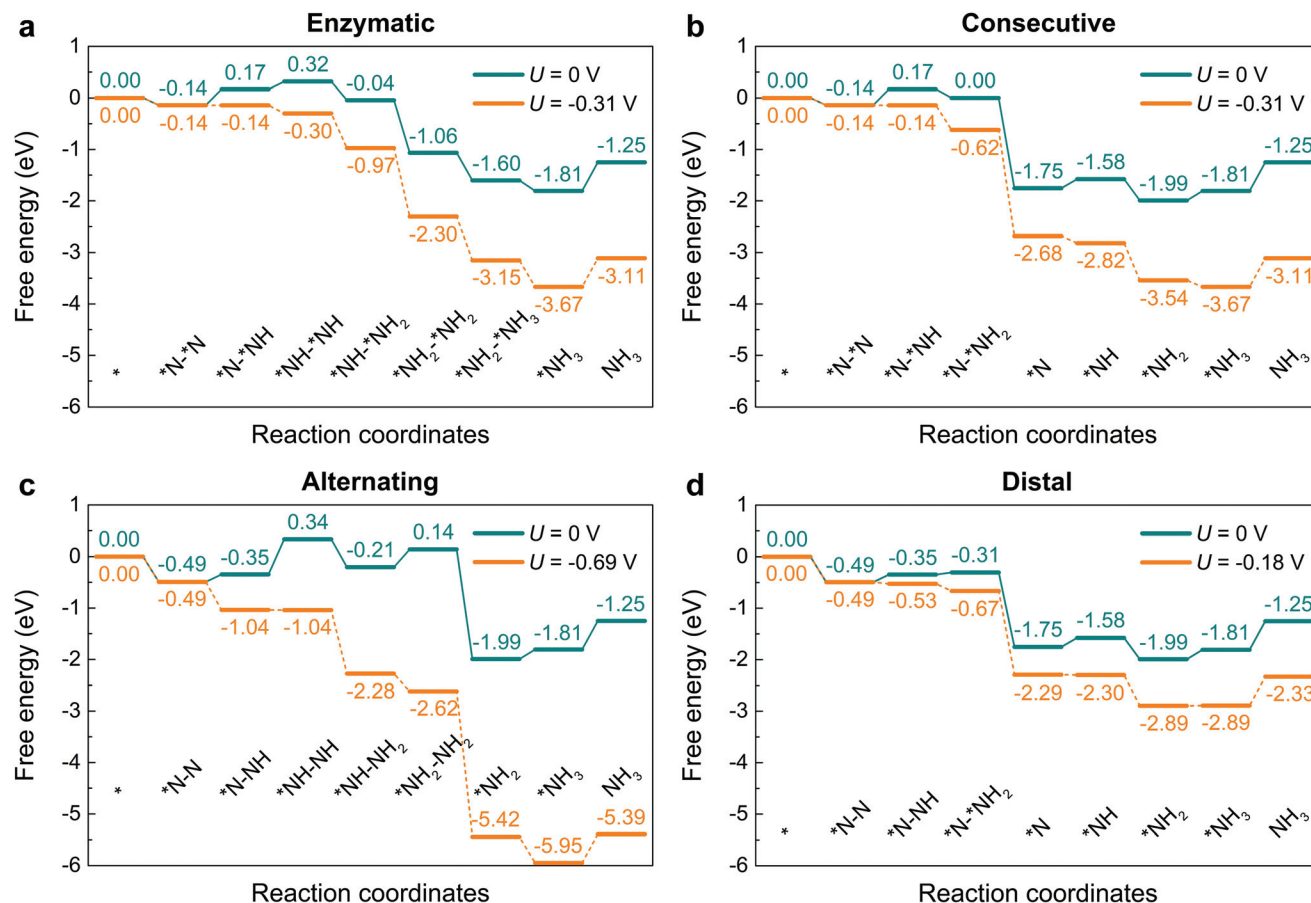 a
Enzymatic
1
0
-1
-2
-3
-4
-5
-6
Free energy (eV)
U = 0 V
U = -0.31 V
0.00
-0.14
0.17
0.32
-0.04
-1.06
-1.60
-1.81
-1.25
0.00
-0.14
-0.14
-0.30
-0.97
-2.30
-3.15
-3.67
-3.11
*
*N-*N
*N-*NH
*NH-*NH
*NH-*NH₂
*NH₂-*NH₂
*NH₂-*NH₃
*NH₃
NH₃
Reaction coordinates
b
Consecutive
1
0
-1
-2
-3
-4
-5
-6
Free energy (eV)
U = 0 V
U = -0.31 V
0.00
-0.14
0.17
0.00
-1.75
-1.58
-1.99
-1.81
-1.25
0.00
-0.14
-0.14
-0.62
-2.68
-2.82
-3.54
-3.67
-3.11
*
*N-*N
*N-*NH
*N-*NH₂
*N
*NH
*NH₂
*NH₃
NH₃
Reaction coordinates
c
Alternating
1
0
-1
-2
-3
-4
-5
-6
Free energy (eV)
U = 0 V
U = -0.69 V
0.00
-0.49
-0.35
0.34
-0.21
0.14
-1.99
-1.81
-1.25
0.00
-0.49
-1.04
-1.04
-2.28
-2.62
-5.42
-5.95
-5.39
*
*N-N
*N-NH
*NH-NH
*NH-NH₂
*NH₂-NH₂
*NH₂
*NH₃
NH₃
Reaction coordinates
d
Distal
1
0
-1
-2
-3
-4
-5
-6
Free energy (eV)
U = 0 V
U = -0.18 V
0.00
-0.49
-0.35
-0.31
-1.75
-1.58
-1.99
-1.81
-1.25
0.00
-0.49
-0.53
-0.67
-2.29
-2.30
-2.89
-2.89
-2.33
*
*N-N
*N-NH
*N-*NH₂
*N
*NH
*NH₂
*NH₃
NH₃
Reaction coordinates